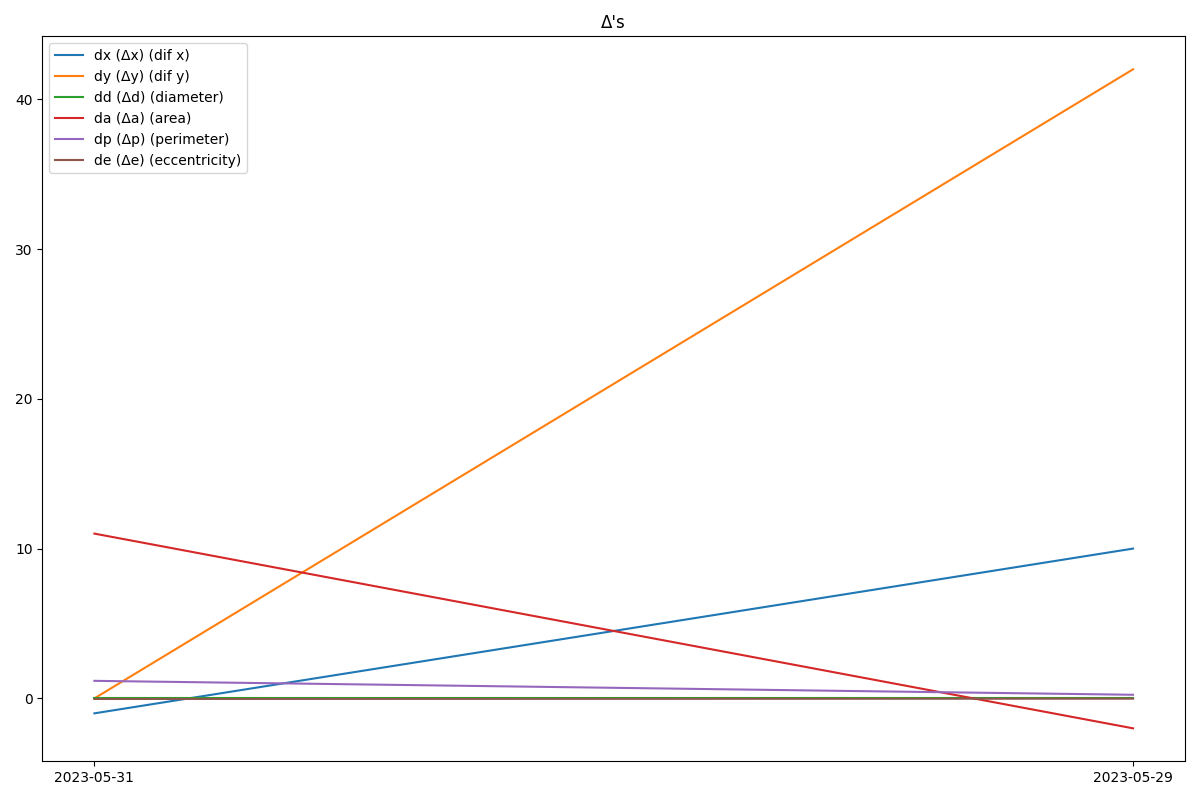 Δ's
dx (Δx) (dif x)
dy (Δy) (dif y)
dd (Δd) (diameter)
da (Δa) (area)
dp (Δp) (perimeter)
de (Δe) (eccentricity)
40
30
20
10
0
2023-05-31
2023-05-29